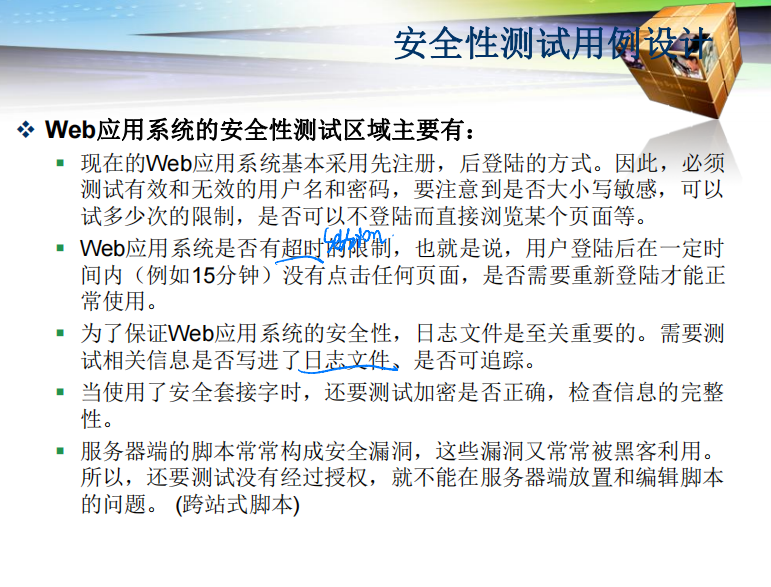 安全性测试用例设计
Web应用系统的安全性测试区域主要有：
现在的Web应用系统基本采用先注册，后登陆的方式。因此，必须
测试有效和无效的用户名和密码，要注意到是否大小写敏感，可以
试多少次的限制，是否可以不登陆而直接浏览某个页面等。
Web应用系统是否有超时的限制，也就是说，用户登陆后在一定时
间内（例如15分钟）没有点击任何页面，是否需要重新登陆才能正
常使用。
为了保证Web应用系统的安全性，日志文件是至关重要的。需要测
试相关信息是否写进了日志文件、是否可追踪。
当使用了安全套接字时，还要测试加密是否正确，检查信息的完整
性。
服务器端的脚本常常构成安全漏洞，这些漏洞又常常被黑客利用。
所以，还要测试没有经过授权，就不能在服务器端放置和编辑脚本
的问题。 (跨站式脚本)